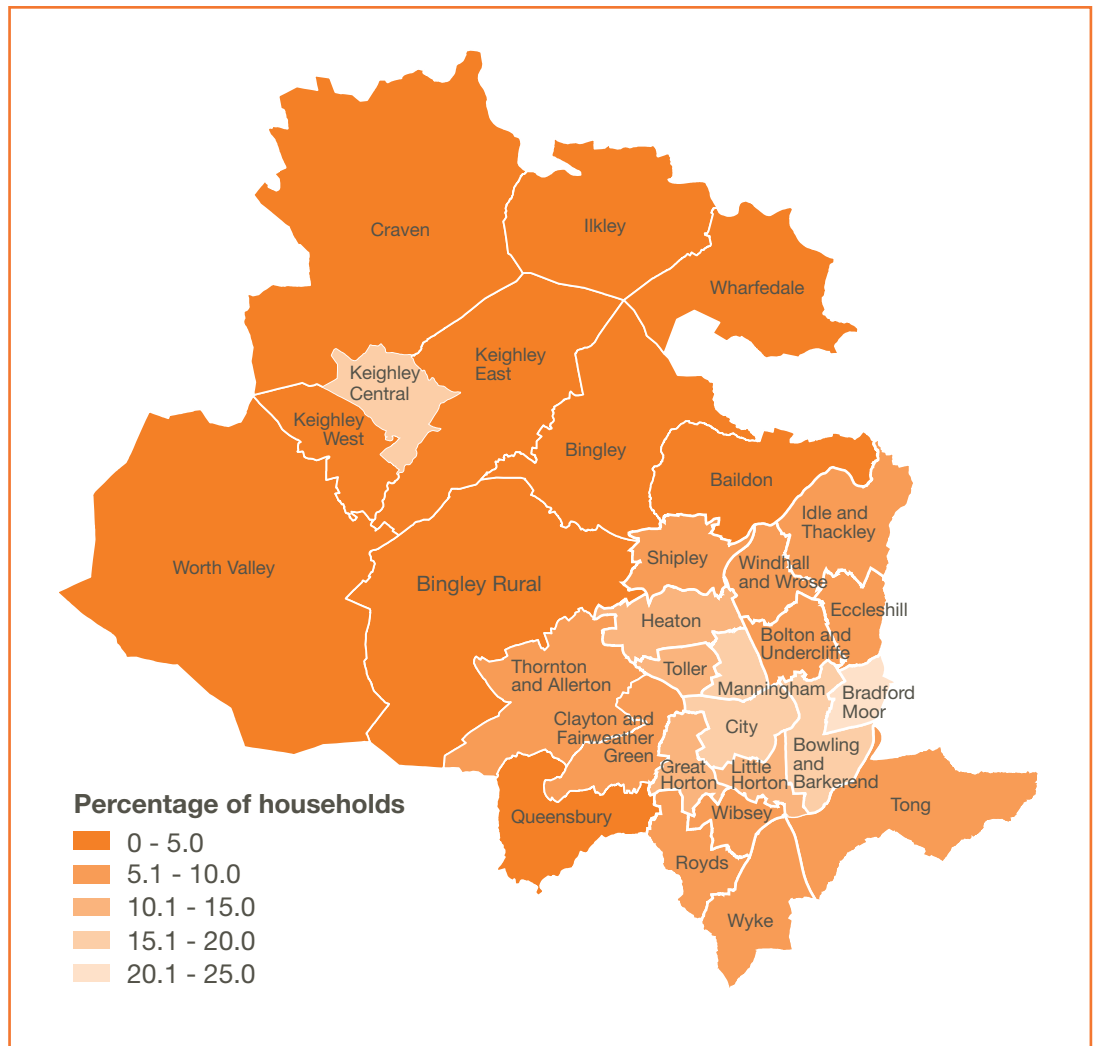 Craven
Ilkley
Wharfedale
Keighley
East
Keighley
Central
Keighley
West
Bingley
Baildon
Idle and
Thackley
Worth Valley
Bingley Rural
Shipley
Windhall
and Wrose
Eccleshill
Heaton
Bolton and
Undercliffe
Thornton
and Allerton
Toller
Manningham
Bradford
Moor
Clayton and
Fairweather
Green
City
Bowling
and
Barkerend
Great
Horton
Little
Horton
Tong
Queensbury
Wibsey
Royds
Wyke
Percentage of households
0 - 5.0
5.1 - 10.0
10.1 - 15.0
15.1 - 20.0
20.1 - 25.0